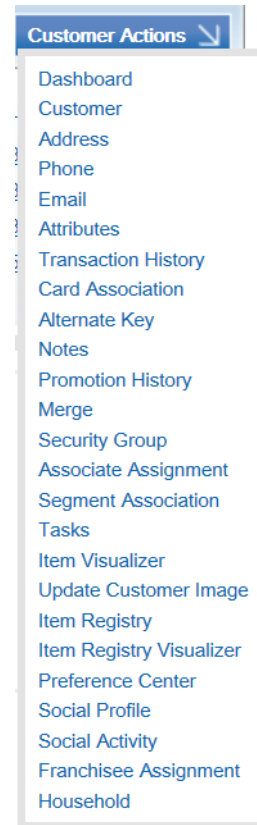 Customer Actions
Dashboard
Customer
Address
Phone
Email
Attributes
Transaction History
Card Association
Alternate Key
Notes
Promotion History
Merge
Security Group
Associate Assignment
Segment Association
Tasks
Item Visualizer
Update Customer Image
Item Registry
Item Registry Visualizer
Preference Center
Social Profile
Social Activity
Franchisee Assignment
Household